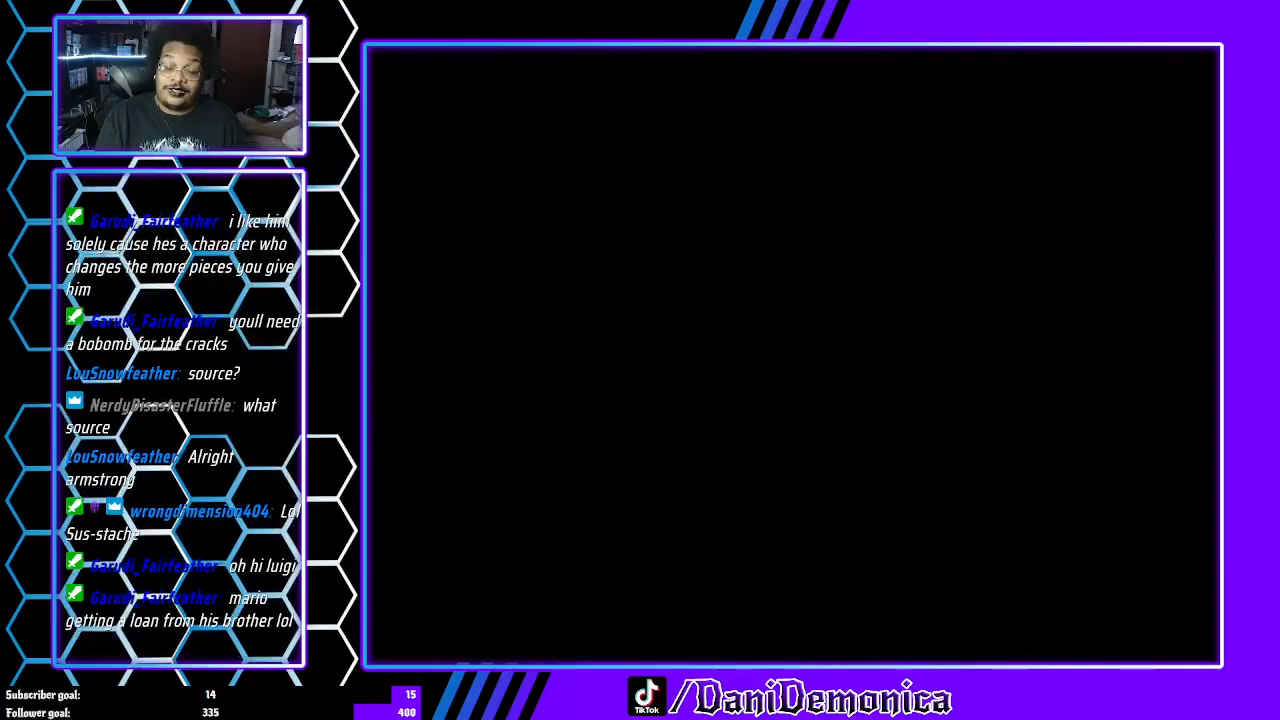 Garudi_Fairfeather: i like him
solely cause hes a character who
changes the more pieces you give
him
Garudi_Fairfeather: youll need
a bobomb for the cracks
LouSnowfeather: source?
NerdyDisasterFluffle: what
source
LouSnowfeather: Alright
armstrong
wrongdimension404: Lol
Sus-stache
Garudi_Fairfeather: oh hi luigi
Garudi_Fairfeather: mario
getting a loan from his brother lol
Subscriber goal: 14 15
Follower goal: 335 400
TikTok /DaniDemonica